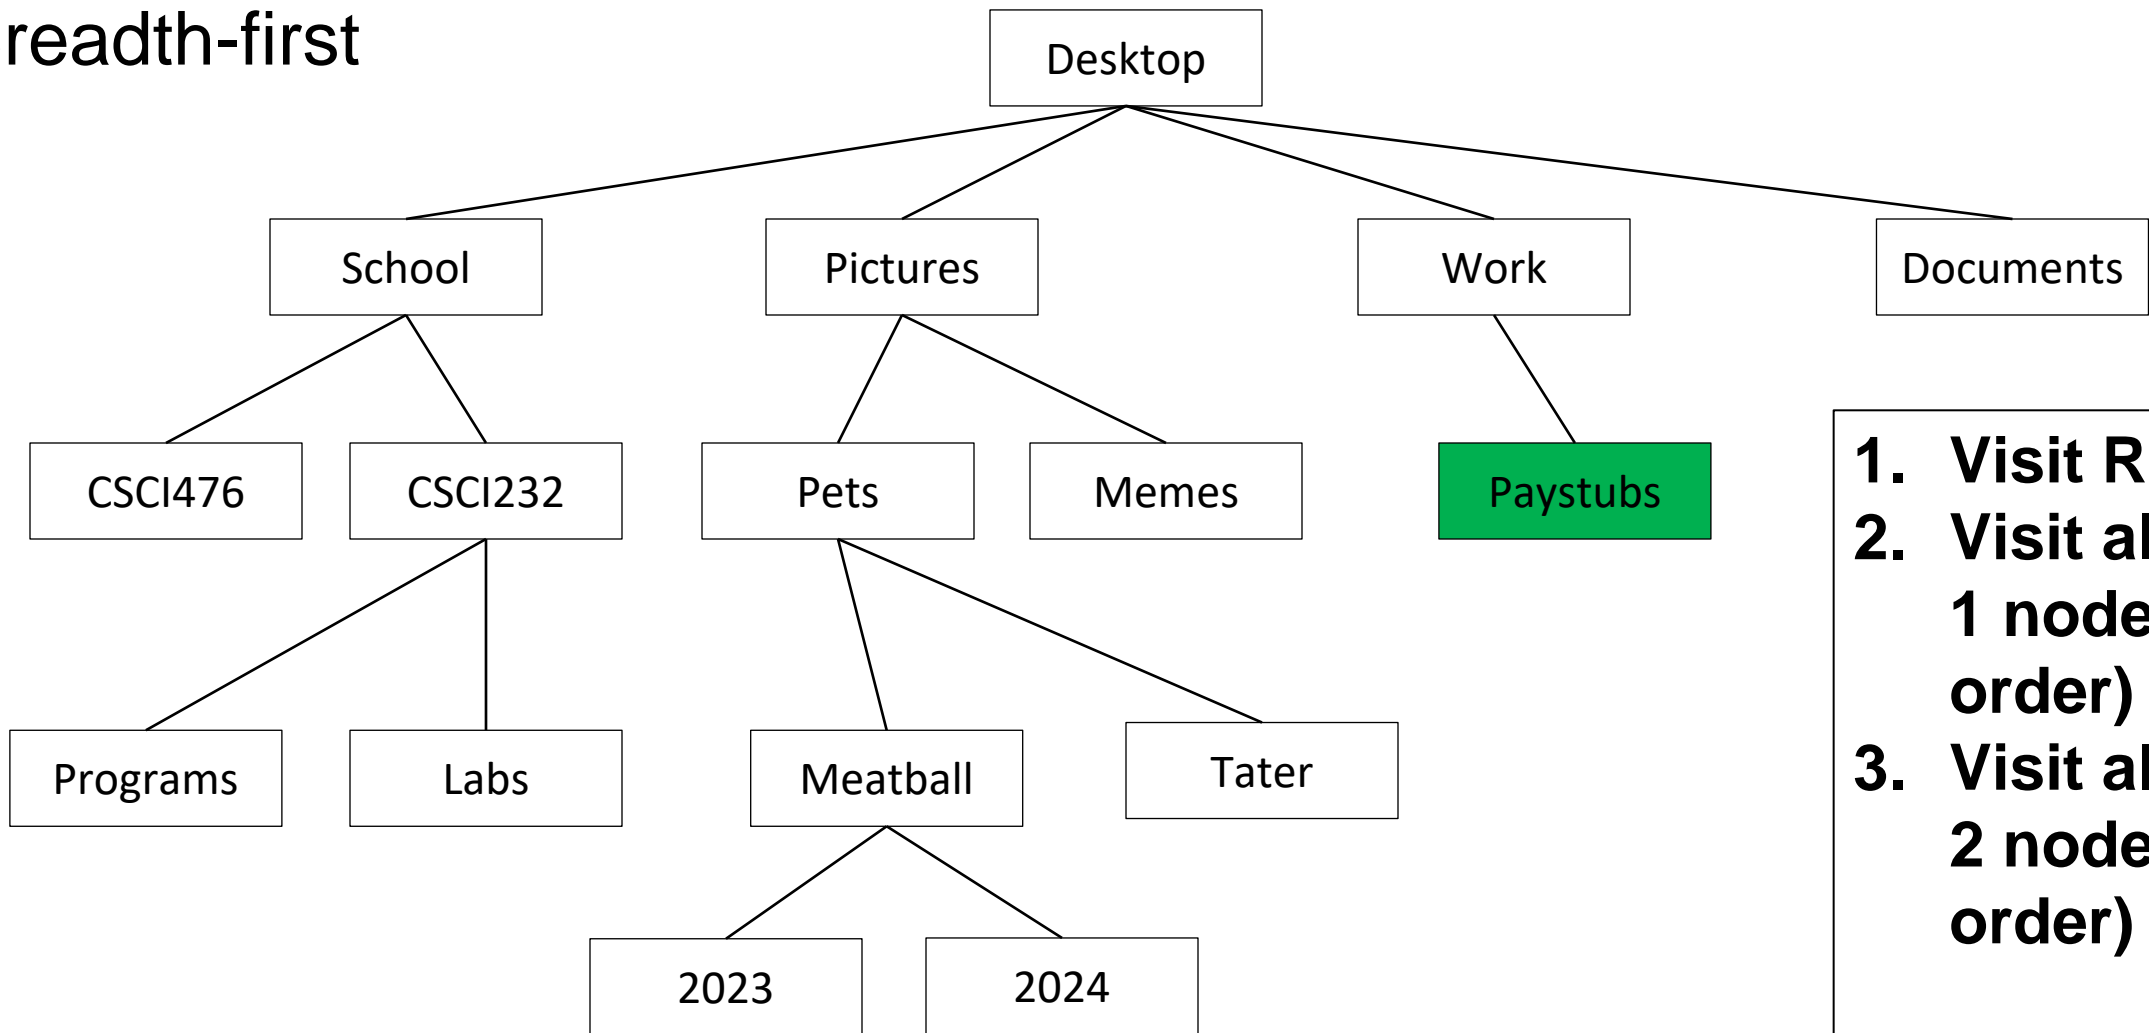 readth-first
Desktop
School
Pictures
Work
Documents
CSCI476
CSCI232
Pets
Memes
Paystubs
Programs
Labs
Meatball
Tater
2023
2024
1. Visit R
2. Visit al
1 node
order)
3. Visit al
2 node
order)